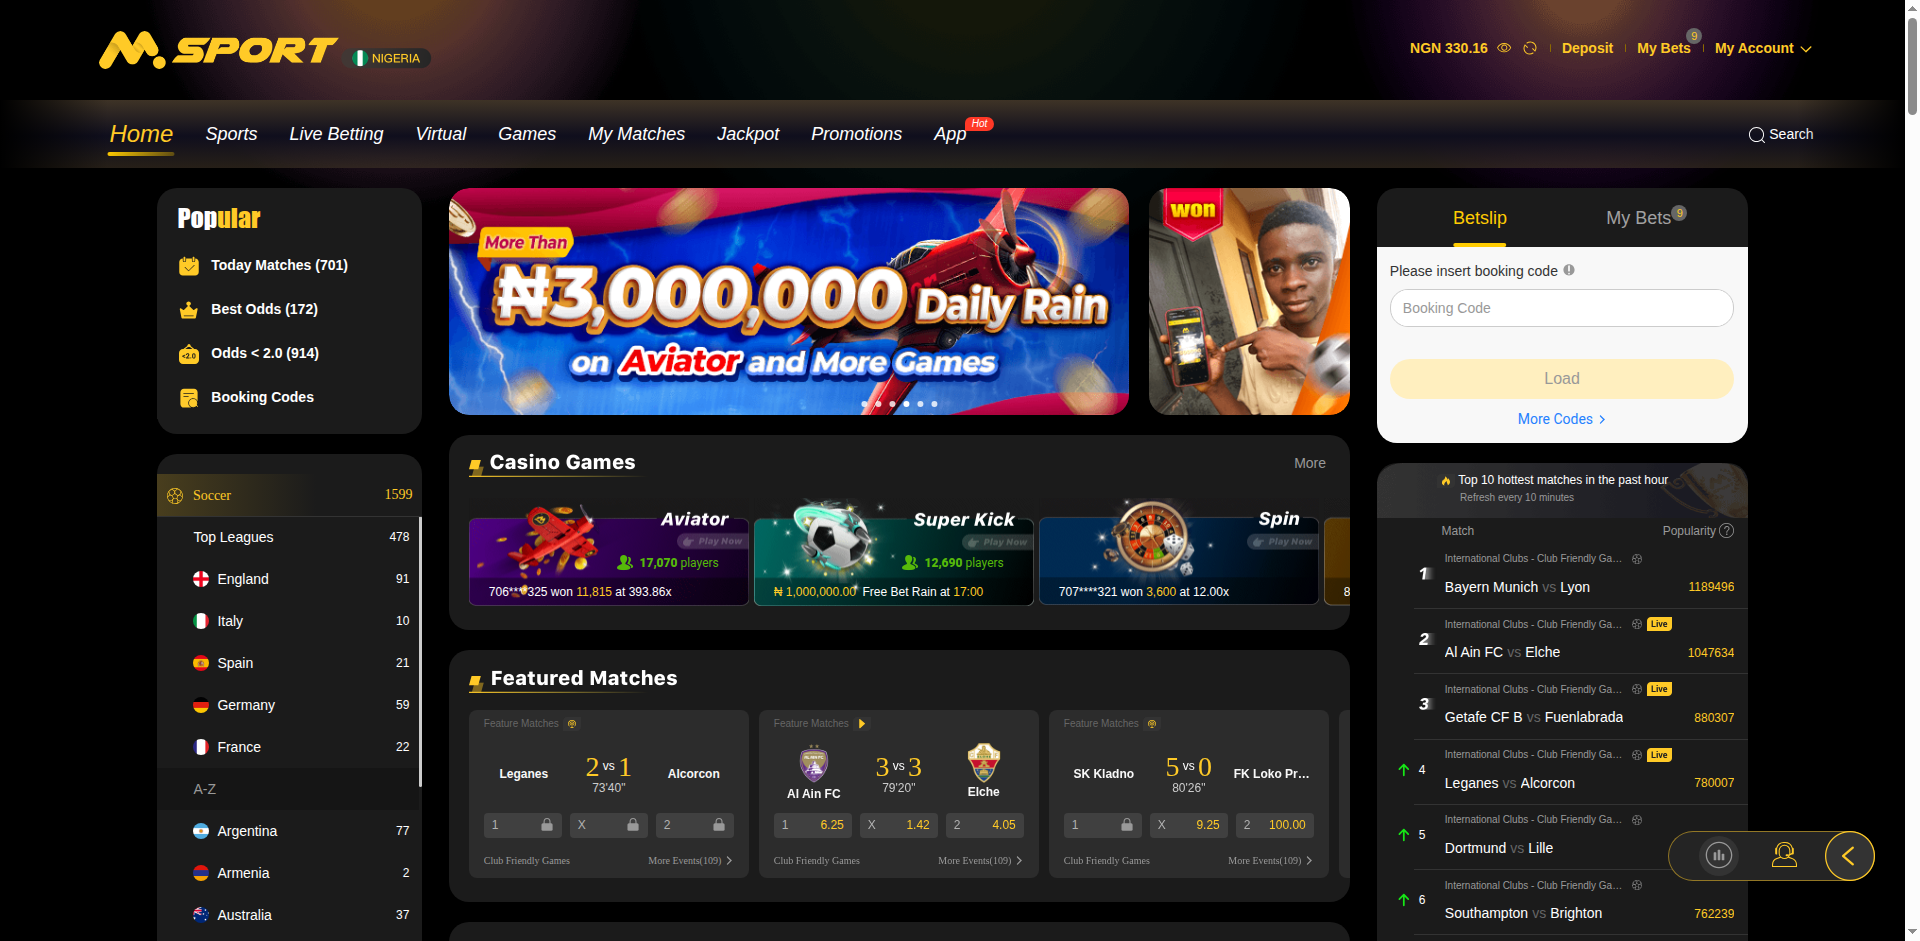 M.SPORT
NIGERIA
NGN 330.16
Deposit
My Bets 9
My Account
Home
Sports
Live Betting
Virtual
Games
My Matches
Jackpot
Promotions
App
Hot
Search
Popular
Today Matches (701)
Best Odds (172)
<2.0
Odds < 2.0 (914)
Booking Codes
Soccer 1599
Top Leagues 478
England 91
Italy 10
Spain 21
Germany 59
France 22
A-Z
Argentina 77
Armenia 2
Australia 37
More Than
₦3,000,000 Daily Rain
on Aviator and More Games
won
Casino Games
More
Aviator
Play Now
17,070 players
706****325 won 11,815 at 393.86x
Super Kick
Play Now
12,690 players
₦ 1,000,000.00 Free Bet Rain at 17:00
Spin
Play Now
707****321 won 3,600 at 12.00x
8
Featured Matches
Feature Matches
Leganes 2 vs 1 Alcorcon
73'40"
1 X 2
Club Friendly Games More Events(109)
Feature Matches
Al Ain FC 3 vs 3 Elche
79'20"
1 6.25 X 1.42 2 4.05
Club Friendly Games More Events(109)
Feature Matches
SK Kladno 5 vs 0 FK Loko Pr...
80'26"
1 X 9.25 2 100.00
Club Friendly Games More Events(109)
Betslip
My Bets 9
Please insert booking code
Booking Code
Load
More Codes
Top 10 hottest matches in the past hour
Refresh every 10 minutes
Match Popularity ?
International Clubs - Club Friendly Ga...
1 Bayern Munich vs Lyon 1189496
International Clubs - Club Friendly Ga... Live
2 Al Ain FC vs Elche 1047634
International Clubs - Club Friendly Ga... Live
3 Getafe CF B vs Fuenlabrada 880307
International Clubs - Club Friendly Ga... Live
4 Leganes vs Alcorcon 780007
International Clubs - Club Friendly Ga...
5 Dortmund vs Lille
International Clubs - Club Friendly Ga...
6 Southampton vs Brighton 762239